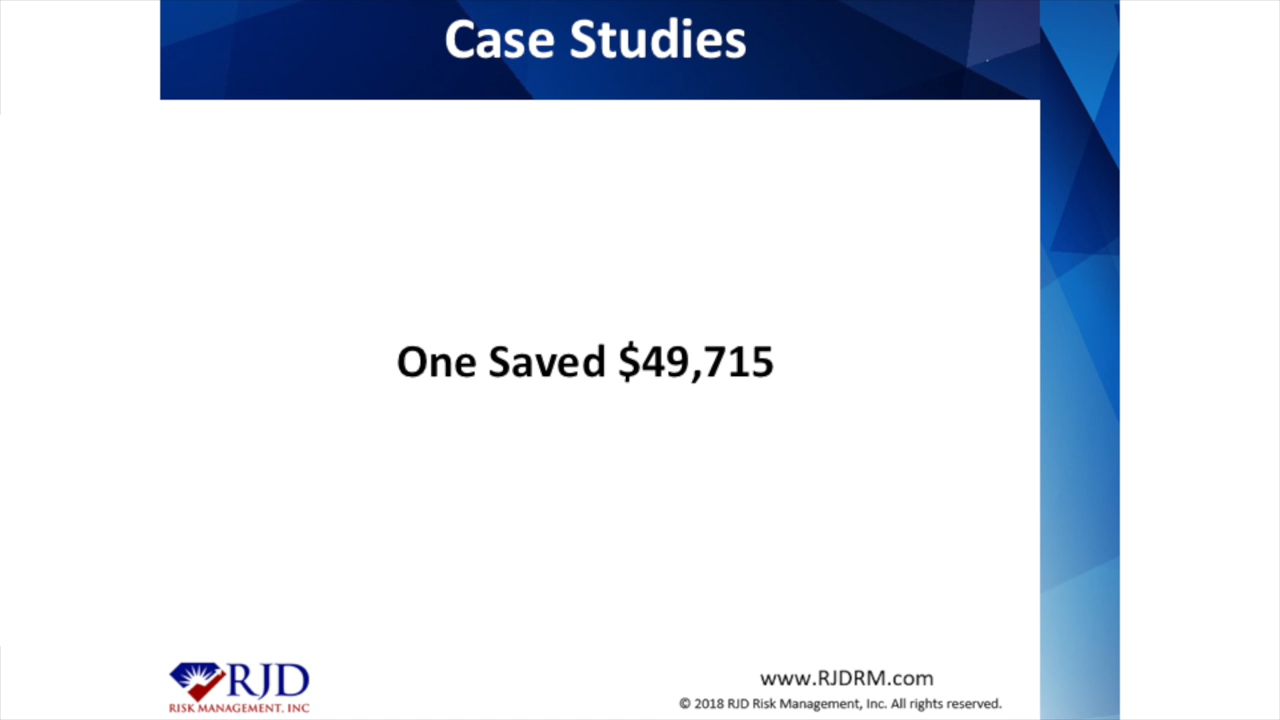 Case Studies
One Saved $49,715
RJD
RISK MANAGEMENT, INC
www.RJDRM.com
© 2018 RJD Risk Management, Inc. All rights reserved.